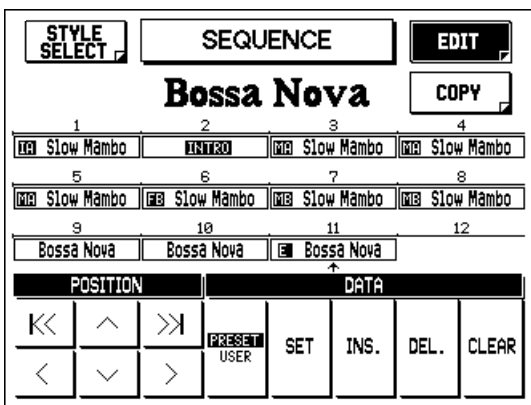 STYLE SELECT SEQUENCE EDIT
Bossa Nova COPY
1 2 3 4
IA Slow Mambo INTRO MA Slow Mambo MA Slow Mambo
5 6 7 8
MA Slow Mambo FB Slow Mambo MB Slow Mambo MB Slow Mambo
9 10 11 12
Bossa Nova Bossa Nova E Bossa Nova
POSITION DATA
PRESET
USER
SET INS. DEL. CLEAR